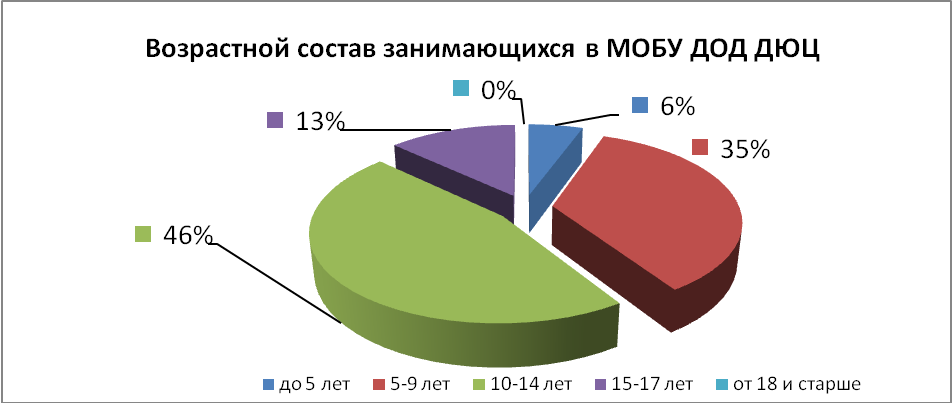 Возрастной состав занимающихся в МОБУ ДОД ДЮЦ
0%
6%
13%
35%
46%
до 5 лет 5-9 лет 10-14 лет 15-17 лет от 18 и старше